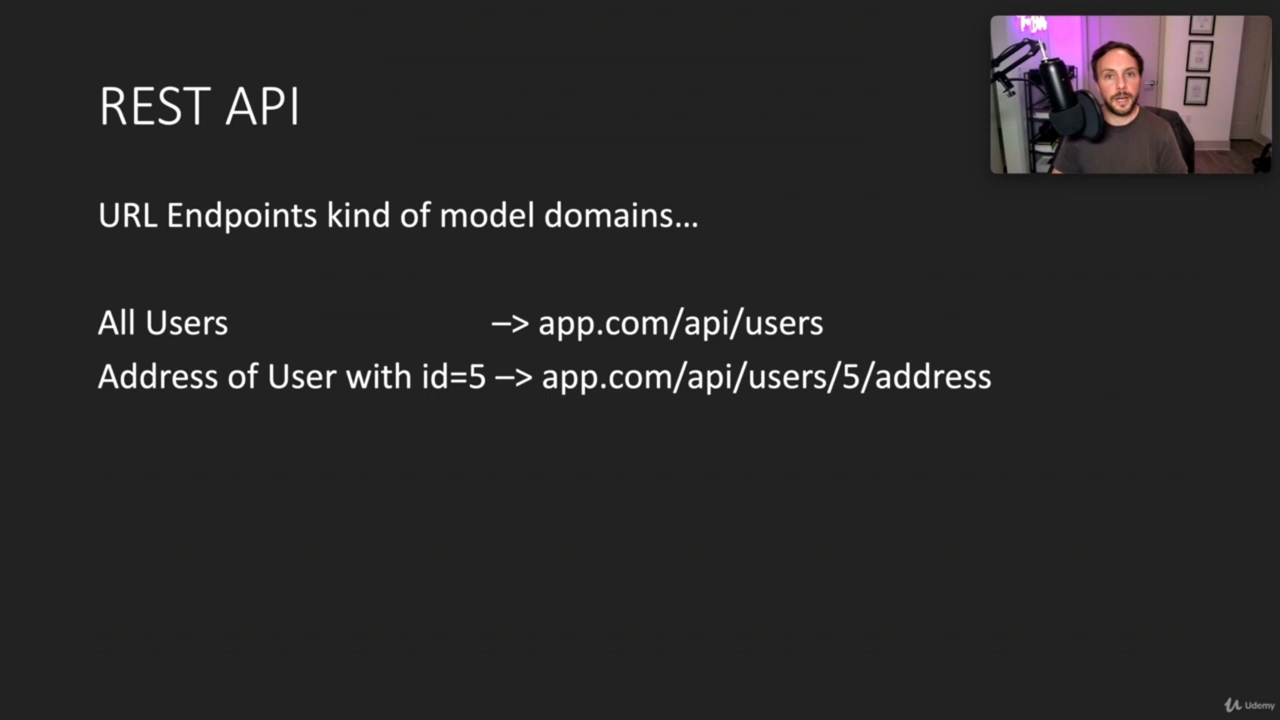 REST API
URL Endpoints kind of model domains...
All Users –> app.com/api/users
Address of User with id=5 –> app.com/api/users/5/address
Udemy